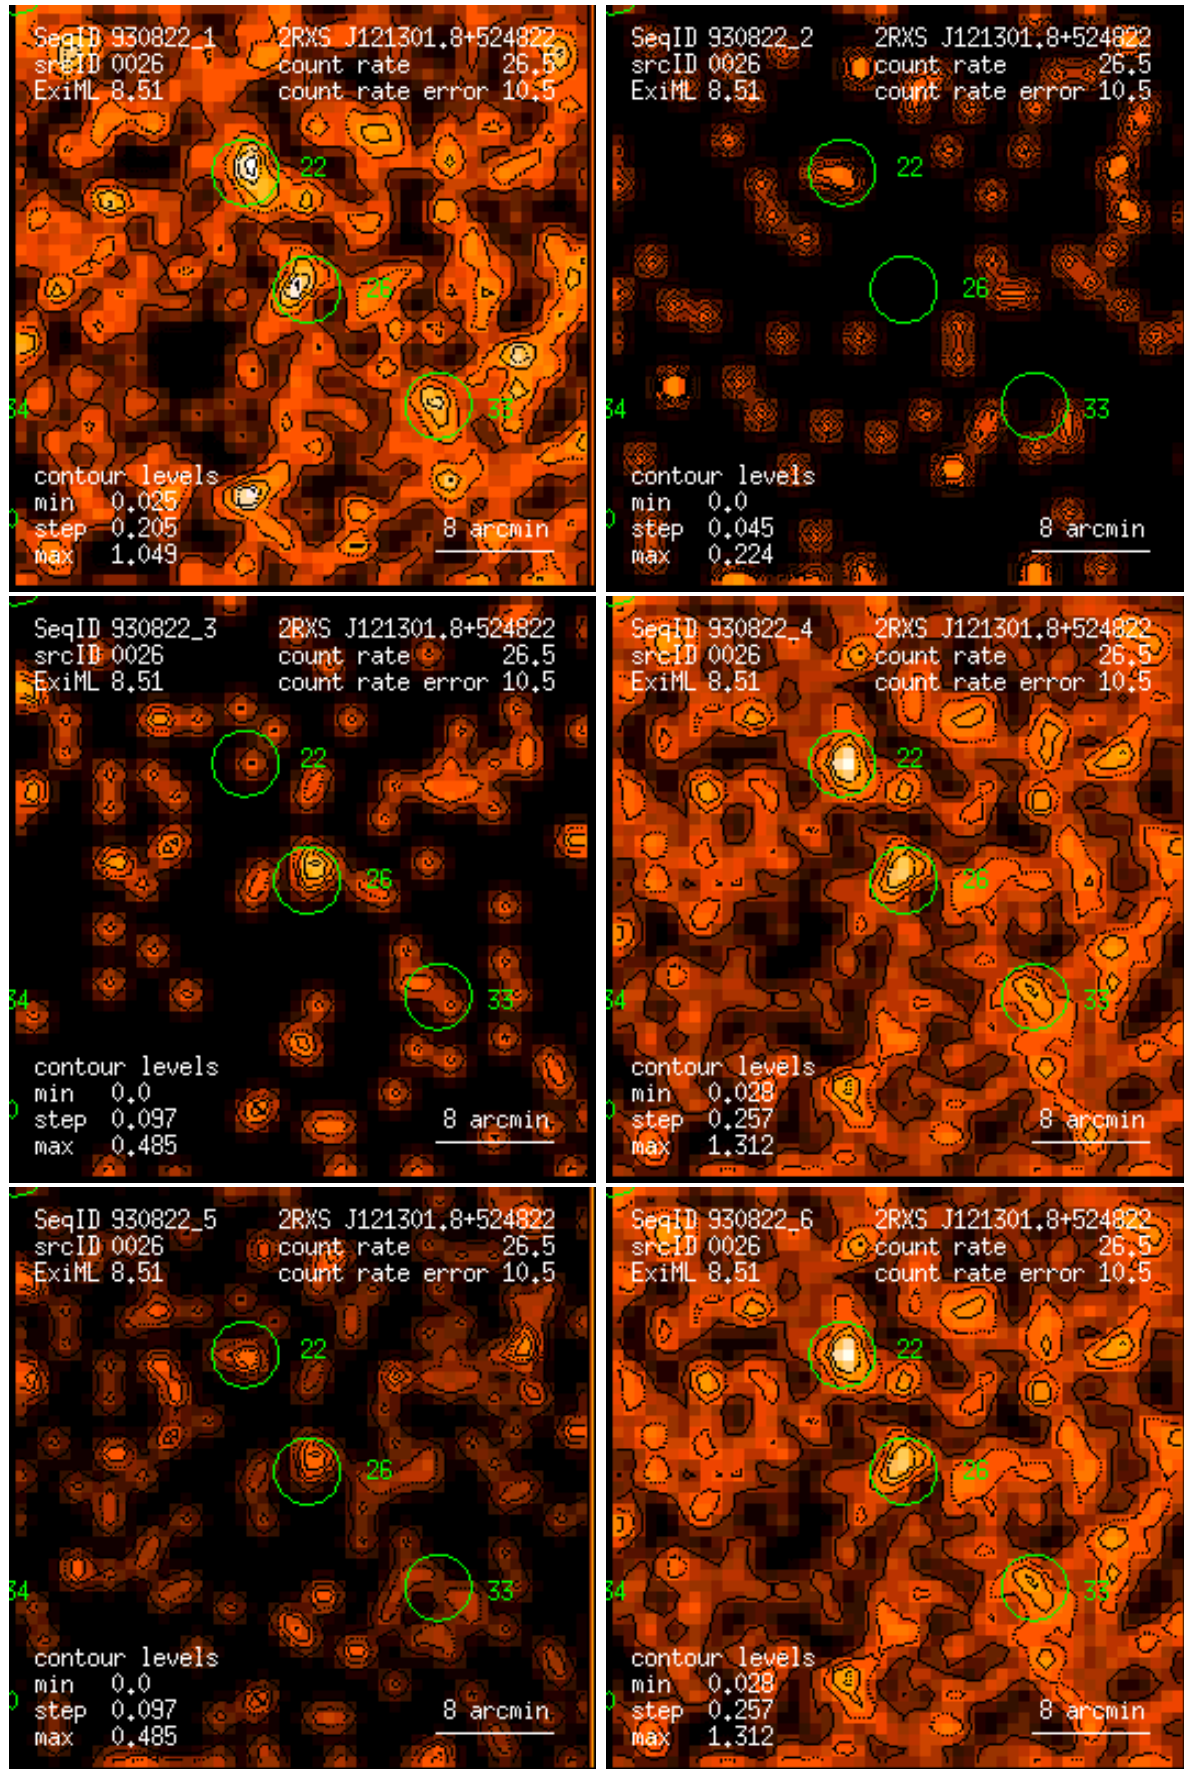 SeqID 930822_1 2RXS J121301.8+524822
srcID 0026 count rate 26.5
ExiML 8.51 count rate error 10.5
22
26
34 33
contour levels
min 0.025
step 0.205 8 arcmin
max 1.049
SeqID 930822_2 2RXS J121301.8+524822
srcID 0026 count rate 26.5
ExiML 8.51 count rate error 10.5
22
26
34 33
contour levels
min 0.0
step 0.045 8 arcmin
max 0.224
SeqID 930822_3 2RXS J121301.8+524822
srcID 0026 count rate 26.5
ExiML 8.51 count rate error 10.5
22
26
34 33
contour levels
min 0.0
step 0.097 8 arcmin
max 0.485
SeqID 930822_4 2RXS J121301.8+524822
srcID 0026 count rate 26.5
ExiML 8.51 count rate error 10.5
22
26
34 33
contour levels
min 0.028
step 0.257 8 arcmin
max 1.312
SeqID 930822_5 2RXS J121301.8+524822
srcID 0026 count rate 26.5
ExiML 8.51 count rate error 10.5
22
26
34 33
contour levels
min 0.0
step 0.097 8 arcmin
max 0.485
SeqID 930822_6 2RXS J121301.8+524822
srcID 0026 count rate 26.5
ExiML 8.51 count rate error 10.5
22
26
34 33
contour levels
min 0.028
step 0.257 8 arcmin
max 1.312